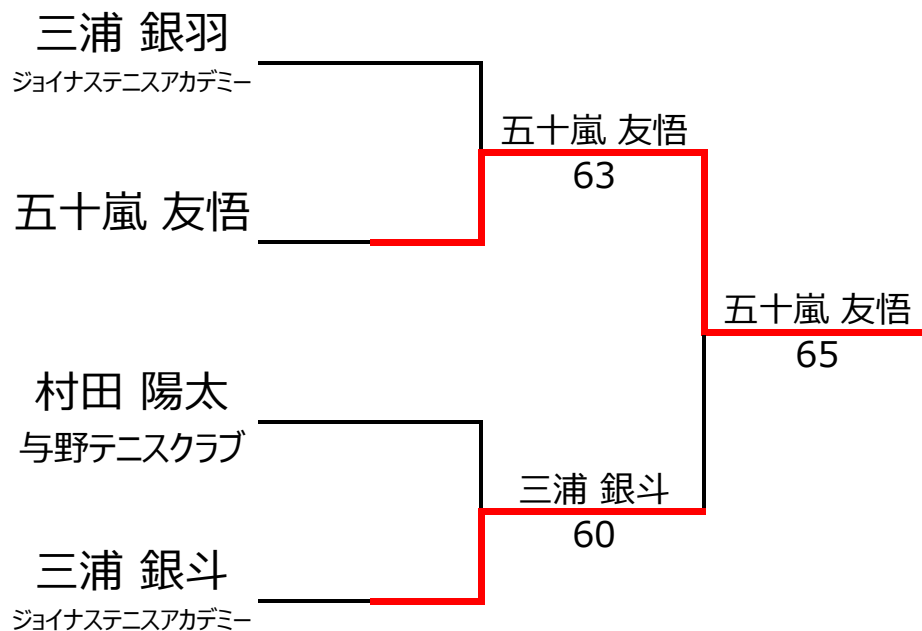 三浦 銀羽
ジョイナステニスアカデミー
五十嵐 友悟
63
五十嵐 友悟
五十嵐 友悟
65
村田 陽太
与野テニスクラブ
三浦 銀斗
60
三浦 銀斗
ジョイナステニスアカデミー